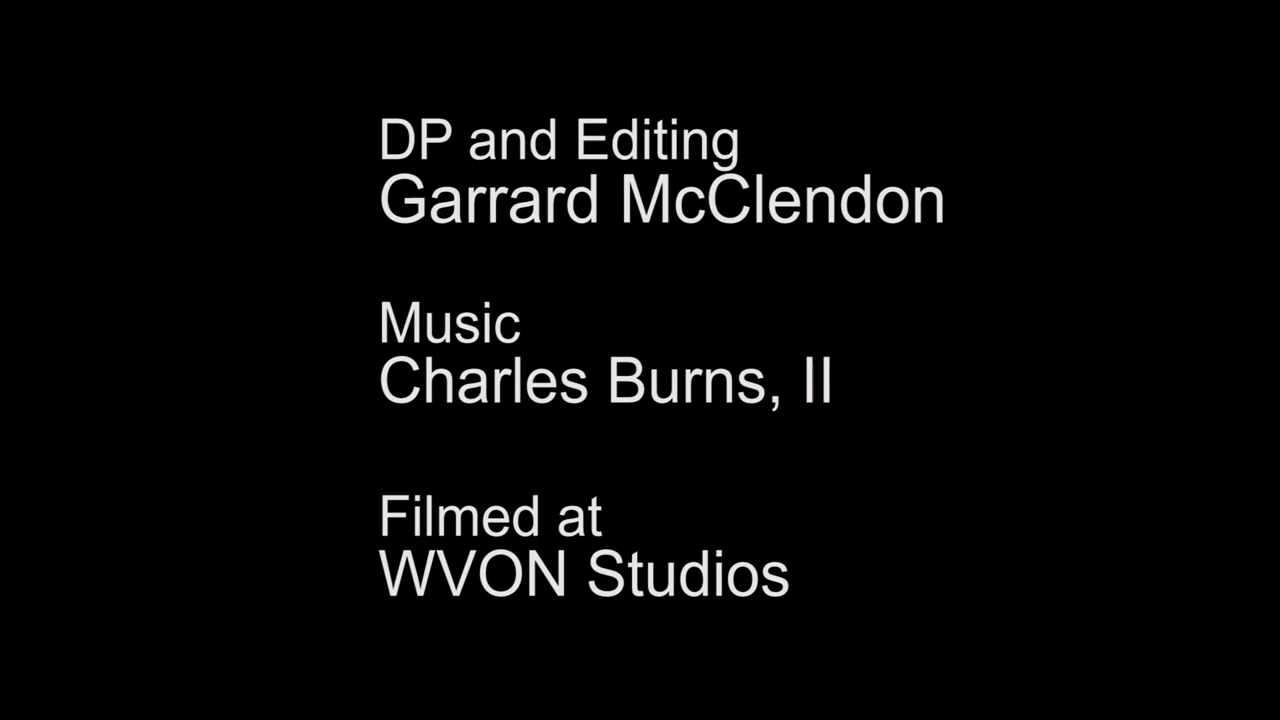 DP and Editing
Garrard McClendon
Music
Charles Burns, II
Filmed at
WVON Studios